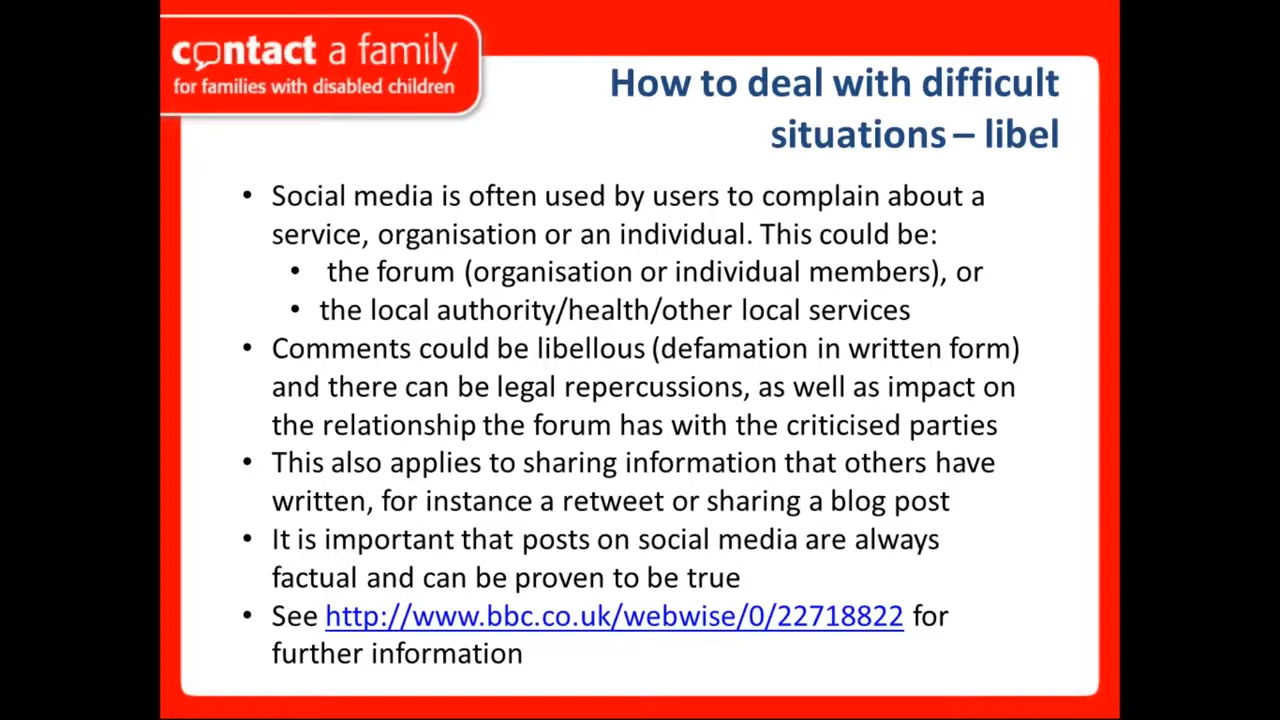 contact a family
for families with disabled children
How to deal with difficult
situations – libel
• Social media is often used by users to complain about a
service, organisation or an individual. This could be:
• the forum (organisation or individual members), or
• the local authority/health/other local services
• Comments could be libellous (defamation in written form)
and there can be legal repercussions, as well as impact on
the relationship the forum has with the criticised parties
• This also applies to sharing information that others have
written, for instance a retweet or sharing a blog post
• It is important that posts on social media are always
factual and can be proven to be true
• See http://www.bbc.co.uk/webwise/0/22718822 for
further information